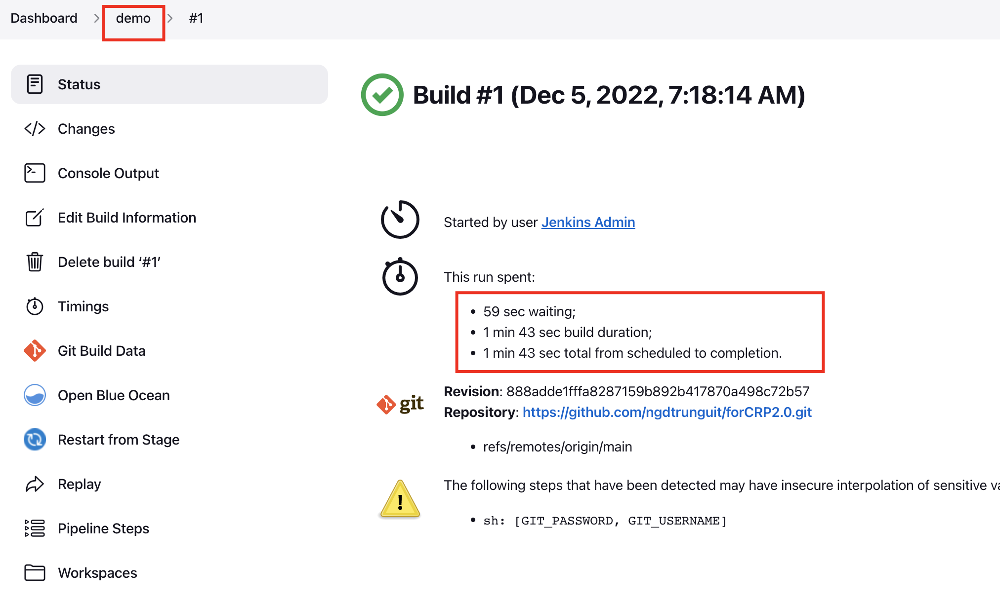 Dashboard > demo > #1
Status
Changes
Console Output
Edit Build Information
Delete build ‘#1’
Timings
Git Build Data
Open Blue Ocean
Restart from Stage
Replay
Pipeline Steps
Workspaces
Build #1 (Dec 5, 2022, 7:18:14 AM)
Started by user Jenkins Admin
This run spent:
• 59 sec waiting;
• 1 min 43 sec build duration;
• 1 min 43 sec total from scheduled to completion.
git
Revision: 888adde1fffa8287159b892b417870a498c72b57
Repository: https://github.com/ngdtrunguit/forCRP2.0.git
• refs/remotes/origin/main
The following steps that have been detected may have insecure interpolation of sensitive
• sh: [GIT_PASSWORD, GIT_USERNAME]